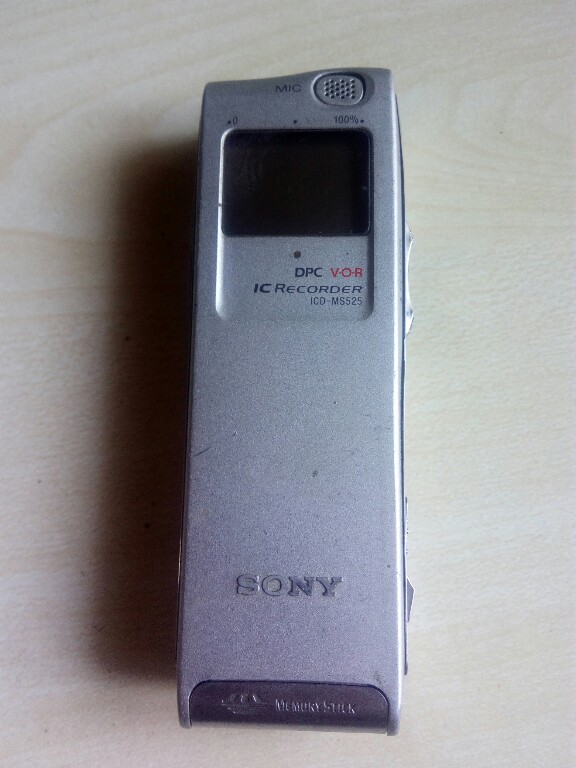 MIC
•0 • 100%•
DPC V·O·R
IC RECORDER
ICD-MS525
SONY
MEMORY STICK